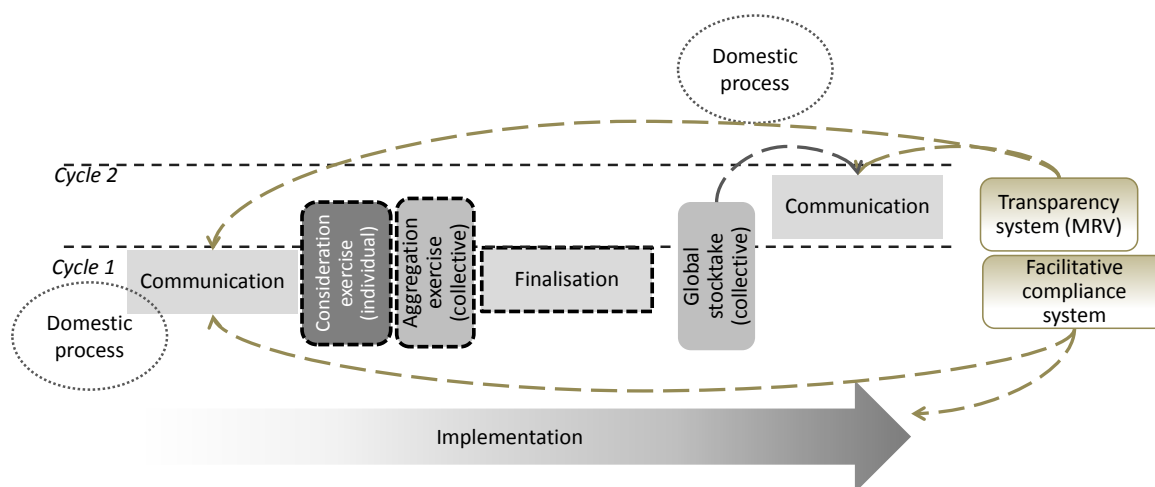 Domestic
process
Cycle 2
Communication
Transparency
system (MRV)
Cycle 1
Communication
Consideration
exercise
(individual)
Aggregation
exercise
(collective)
Finalisation
Global
stocktake
(collective)
Facilitative
compliance
system
Domestic
process
Implementation